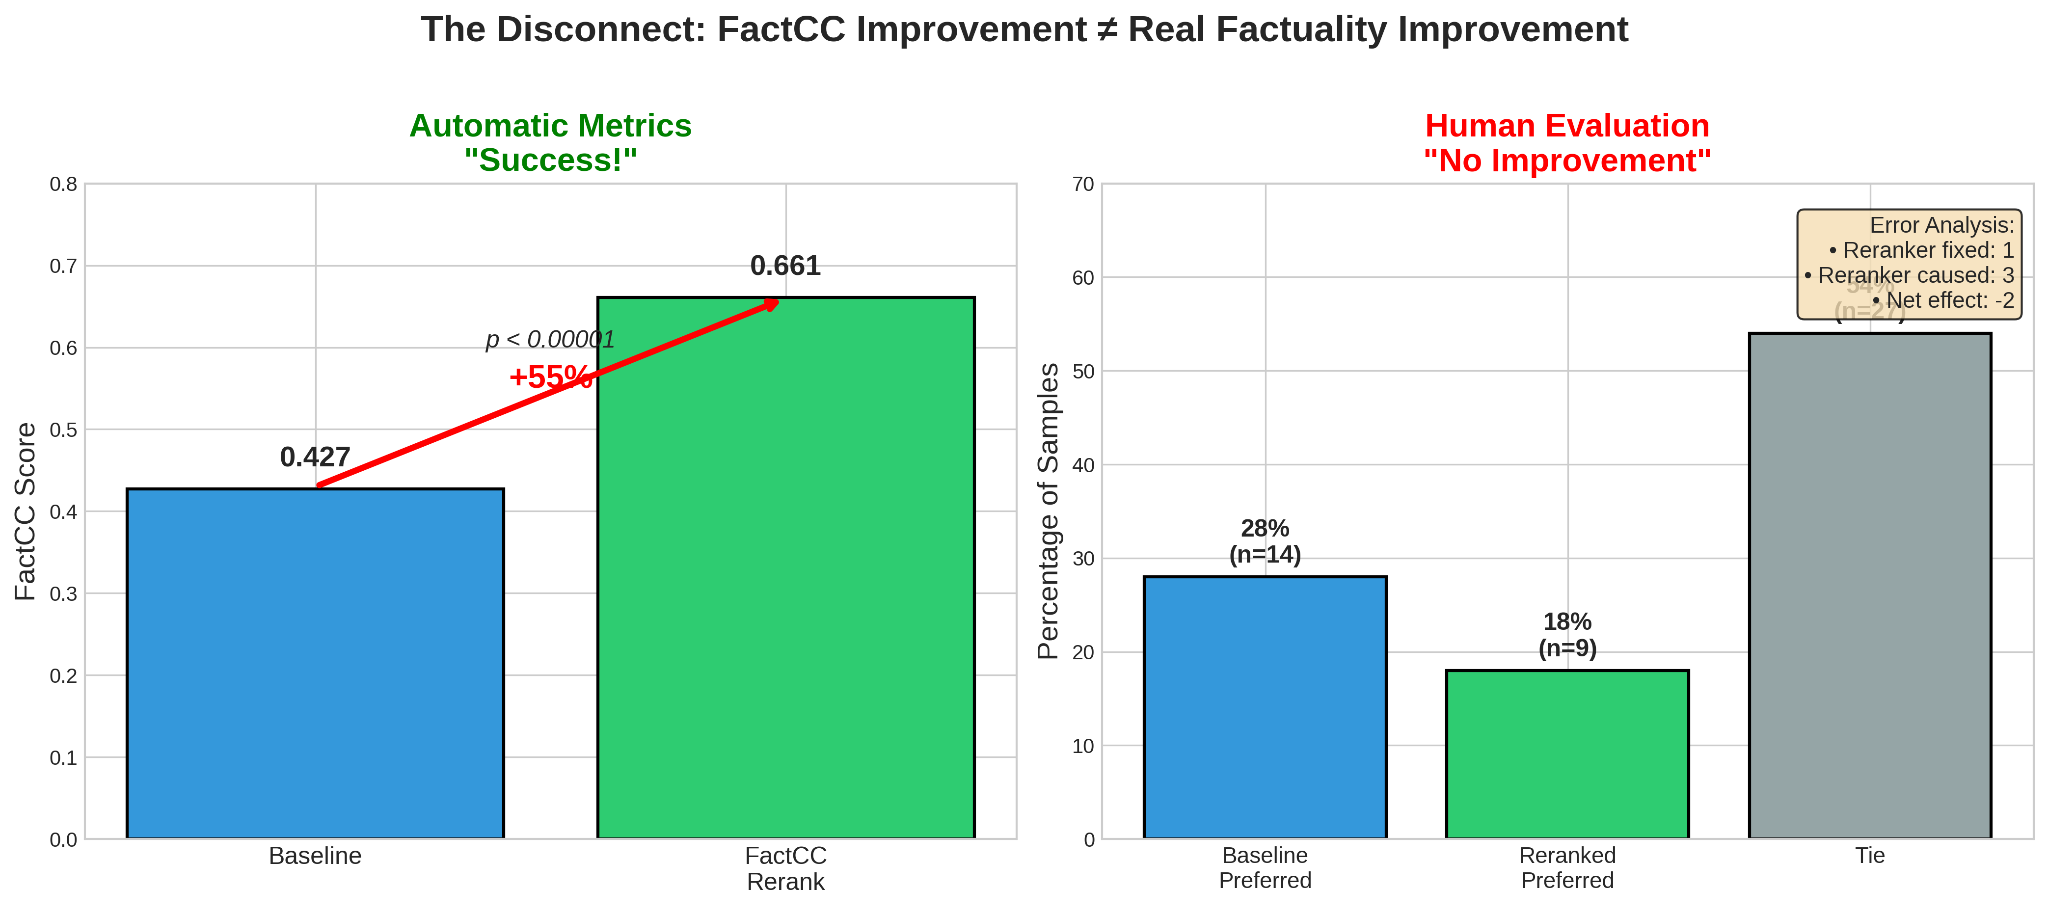 The Disconnect: FactCC Improvement ≠ Real Factuality Improvement
Automatic Metrics
"Success!"
FactCC Score
0.8
0.7
0.6
0.5
0.4
0.3
0.2
0.1
0.0
0.427
0.661
p < 0.00001
+55%
Baseline
FactCC
Rerank
Human Evaluation
"No Improvement"
Percentage of Samples
70
60
50
40
30
20
10
0
28%
(n=14)
18%
(n=9)
54%
(n=27)
Error Analysis:
• Reranker fixed: 1
• Reranker caused: 3
• Net effect: -2
Baseline
Preferred
Reranked
Preferred
Tie